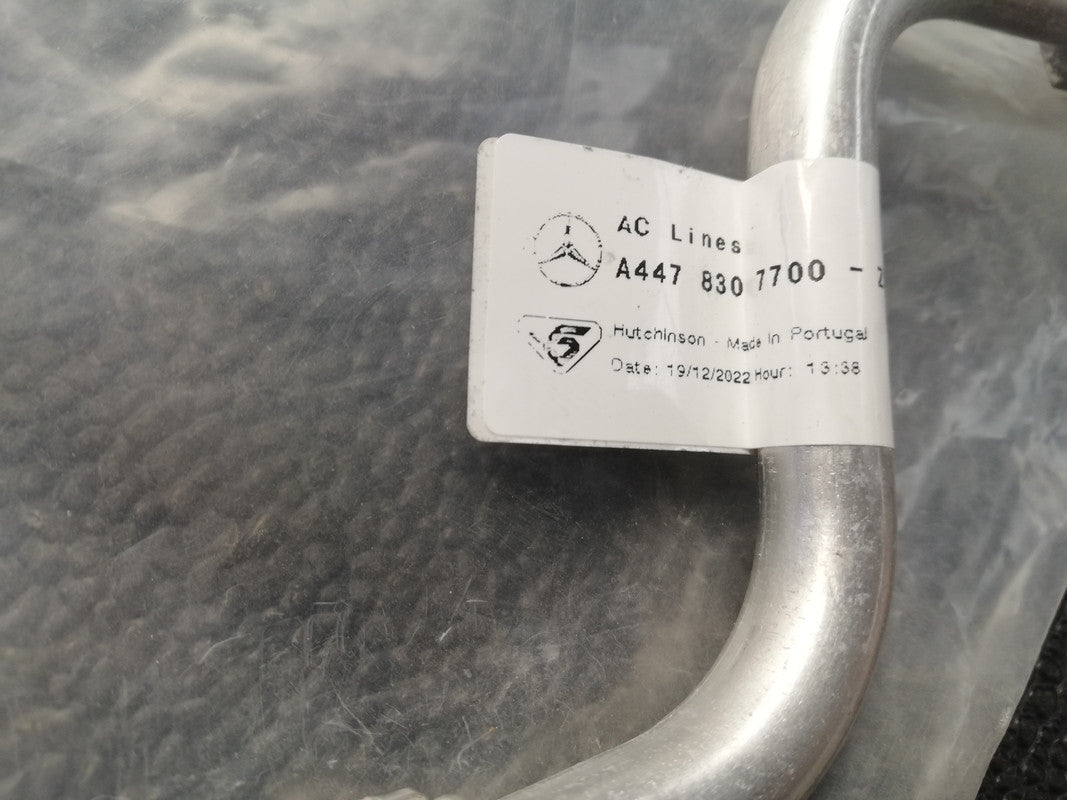 AC Lines
A447 830 7700 -
Hutchinson - Made in Portugal
Date: 19/12/2022 Hour: 13:38